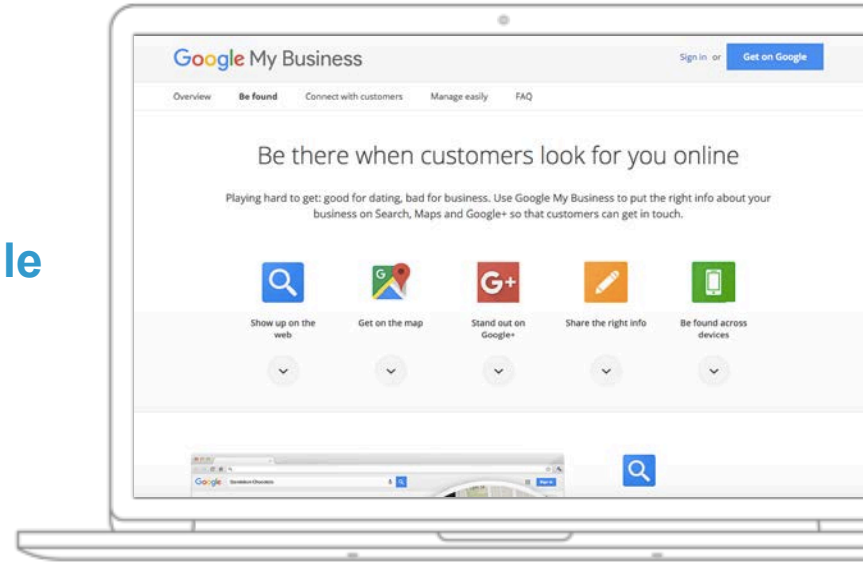 Google My Business
Sign in or Get on Google
Overview Be found Connect with customers Manage easily FAQ
Be there when customers look for you online
Playing hard to get: good for dating, bad for business. Use Google My Business to put the right info about your
business on Search, Maps and Google+ so that customers can get in touch.
le
G G+
Show up on the
web
Get on the map
Stand out on
Google+
Share the right info
Be found across
devices
Google
Sign in